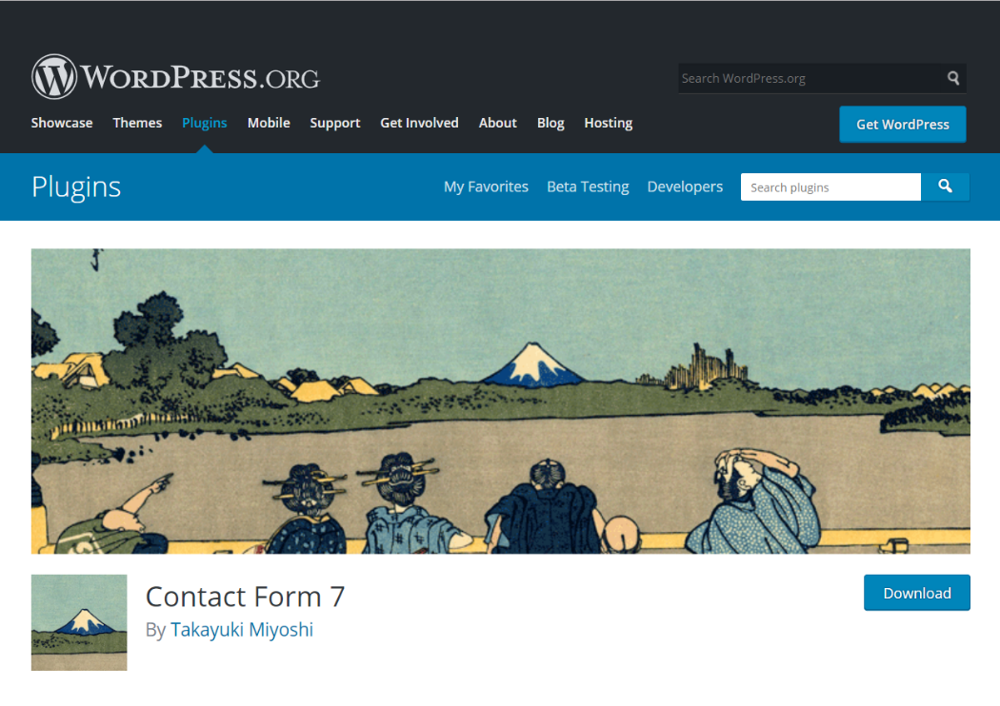 WORDPRESS.ORG
Search WordPress.org
Showcase Themes Plugins Mobile Support Get Involved About Blog Hosting
Get WordPress
Plugins
My Favorites Beta Testing Developers
Search plugins
Contact Form 7
By Takayuki Miyoshi
Download